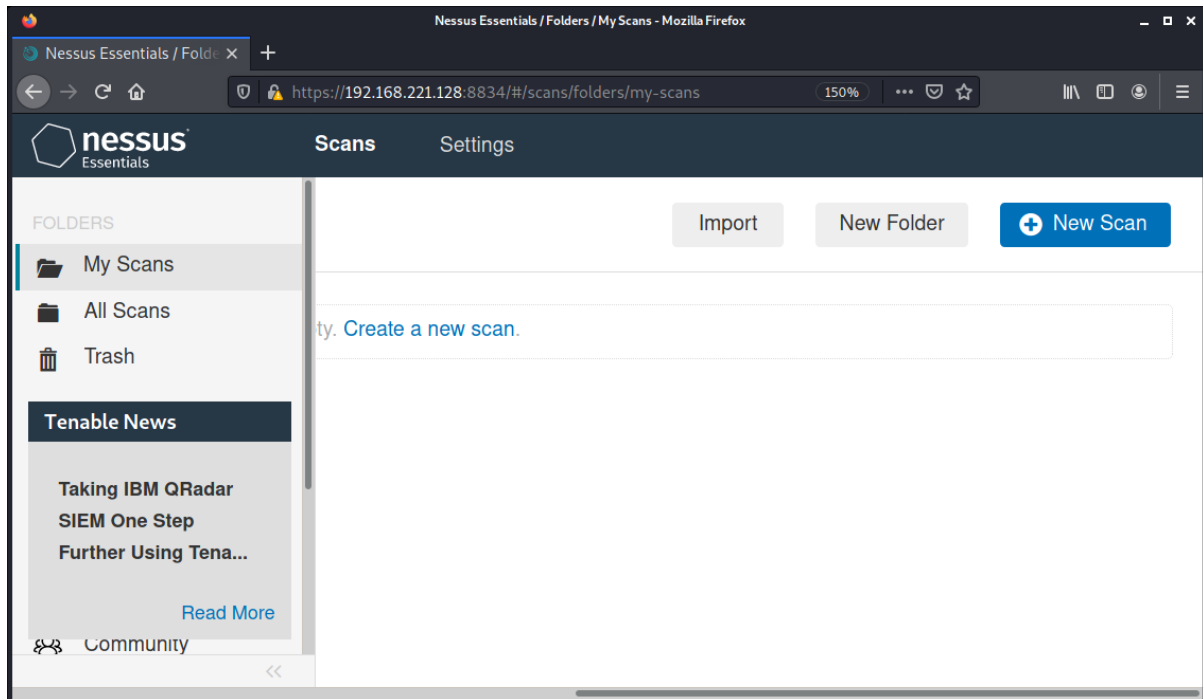 Nessus Essentials / Folders / My Scans - Mozilla Firefox
Nessus Essentials / Folde
https://192.168.221.128:8834/#/scans/folders/my-scans
150%
nessus
Essentials
Scans
Settings
FOLDERS
My Scans
All Scans
Trash
Tenable News
Taking IBM QRadar
SIEM One Step
Further Using Tena...
Read More
Community
Import
New Folder
New Scan
ty. Create a new scan.